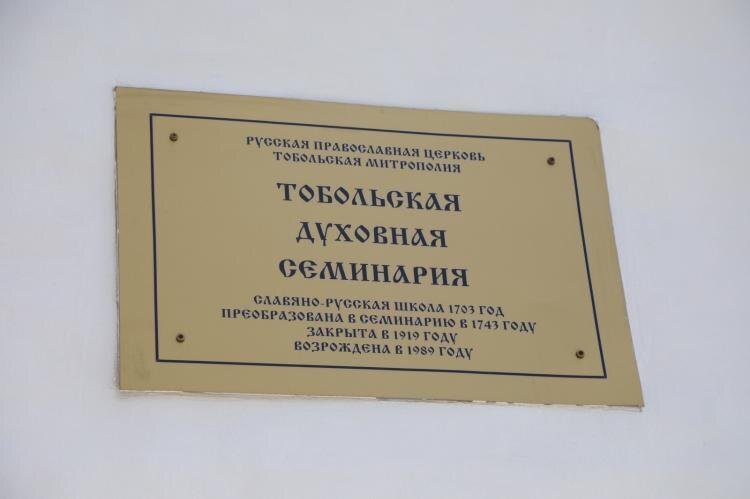 РУССКАЯ ПРАВОСЛАВНАЯ ЦЕРКОВЬ
ТОБОЛЬСКАЯ МИТРОПОЛИЯ
ТОБОЛЬСКАЯ
ДУХОВНАЯ
СЕМИНАРИЯ
СЛАВЯНО-РУССКАЯ ШКОЛА 1703 ГОД
ПРЕОБРАЗОВАНА В СЕМИНАРИЮ В 1743 ГОДУ
ЗАКРЫТА В 1919 ГОДУ
ВОЗРОЖДЕНА В 1989 ГОДУ